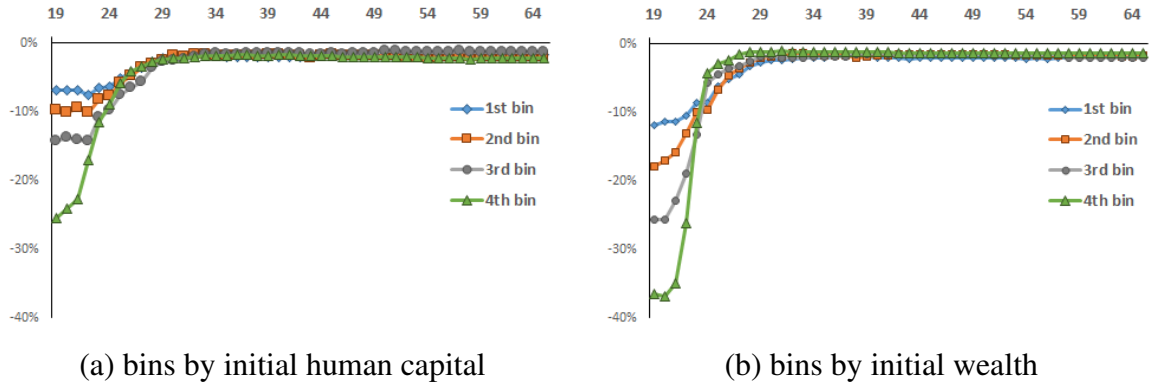 19 24 29 34 39 44 49 54 59 64
0%
-10%
-20%
-30%
-40%
1st bin
2nd bin
3rd bin
4th bin
(a) bins by initial human capital
19 24 29 34 39 44 49 54 59 64
0%
-10%
-20%
-30%
-40%
1st bin
2nd bin
3rd bin
4th bin
(b) bins by initial wealth